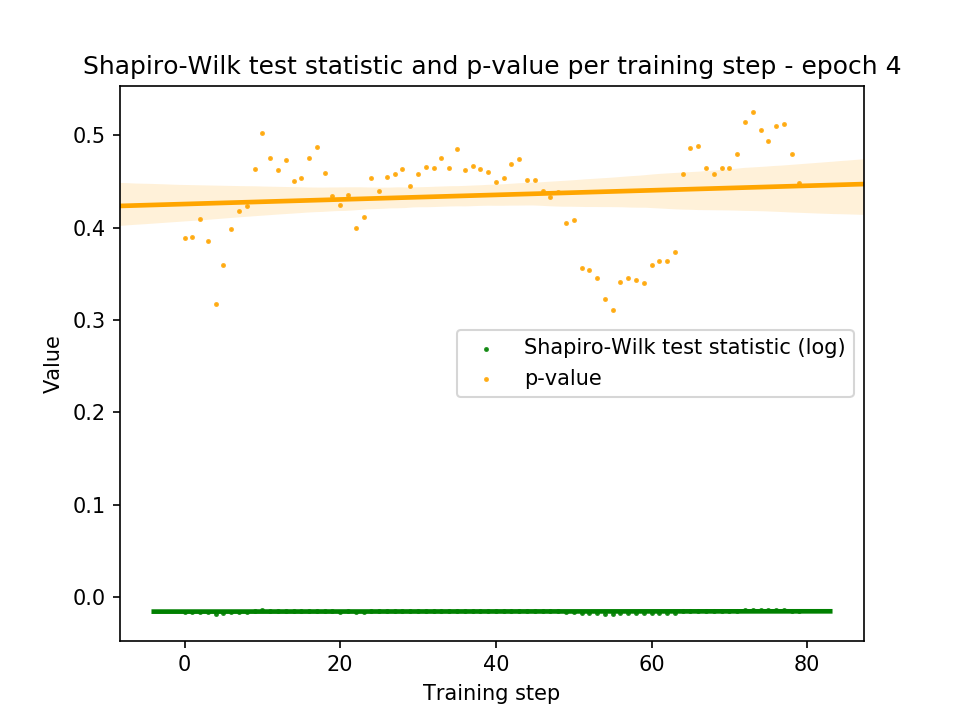 Shapiro-Wilk test statistic and p-value per training step - epoch 4
0.5
0.4
0.3
0.2
0.1
0.0
Value
Shapiro-Wilk test statistic (log)
p-value
0 20 40 60 80
Training step